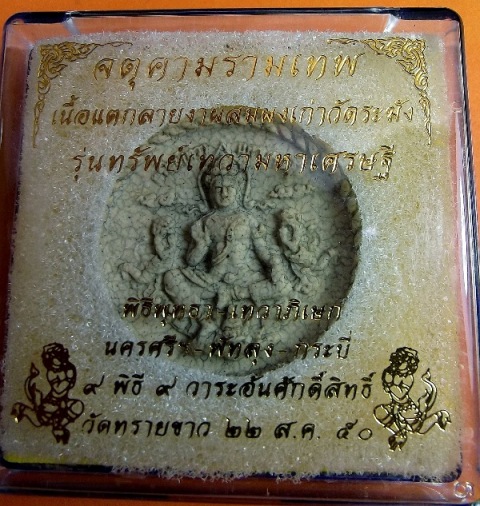 จตุคามรามเทพ
เนื้อแตกลายงาผสมผงเก่าวัดระฆัง
รุ่นทรัพย์เทวามหาเศรษฐี
พิธีพุทธา-เทวาภิเษก
นครศรีฯ-พัทลุง-กระบี่
๙ พิธี ๙ วาระอันศักดิ์สิทธิ์
วัดทรายขาว ๒๒ ส.ค. ๕๐